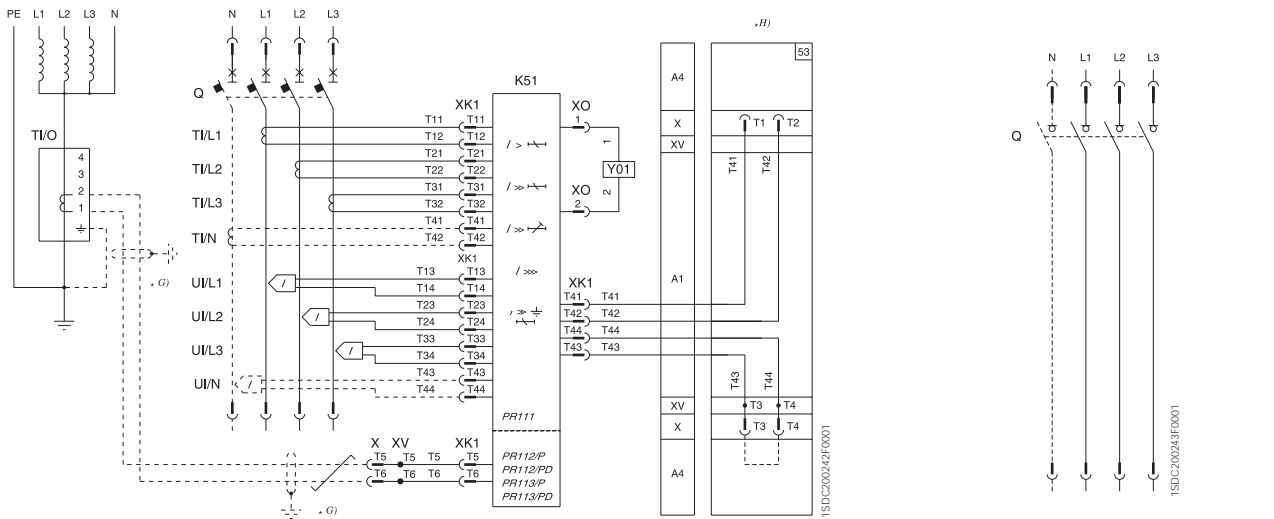 PE L1 L2 L3 N
N L1 L2 L3
* H)
53
K51
A4
N L1 L2 L3
Q
XK1
XO
T11 T11
1
X
T1 T2
Q
TI/O
TI/L1
T12 T12
I >
XV
4
3
2
1
T21 T21
1
Y01
T41 T42
TI/L2
T22 T22
T31 T31
I >>
2
XO
TI/L3
T32 T32
2
T41 T41
TI/N
T42 T42
I >>
XK1
* G)
T13 T13
I >>>
UI/L1
T14 T14
XK1
A1
T23 T23
T41 T41
UI/L2
T24 T24
I >>
T42 T42
T33 T33
T44 T44
UI/L3
T34 T34
T43 T43
T43 T43
T43 T44
UI/N
T44 T44
I
I
I
I
PR111
XV
T3 T4
X
T3 T4
X XV XK1
T5 T5 T5 T5
T6 T6 T6 T6
PR112/P
PR112/PD
PR113/P
PR113/PD
A4
* G)
1SDC200242F0001
1SDC200243F0001